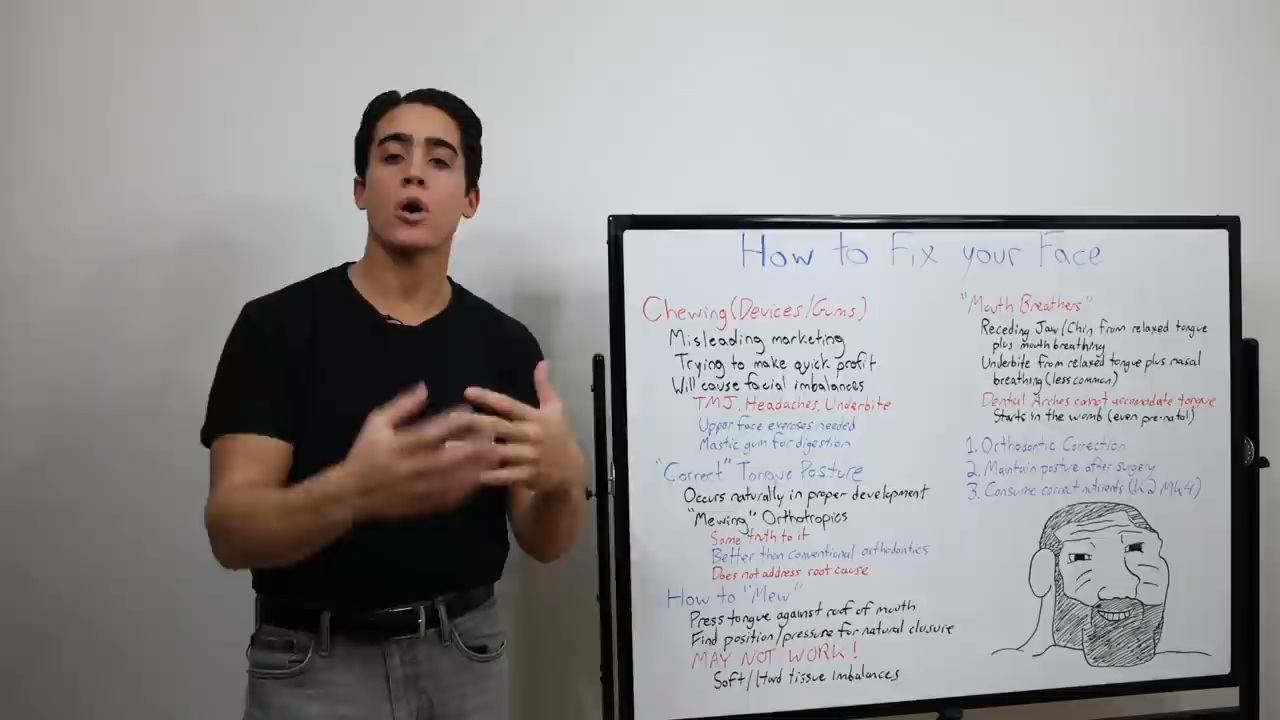 How to Fix your Face
Chewing (Devices/Gums)
Misleading marketing
Trying to make quick profit
Will cause facial imbalances
TMJ, Headaches, Underbite
Upper face exercises needed
Mastic gum for digestion
"Correct" Tongue Posture
Occurs naturally in proper development
"Mewing" Orthotropics
Some truth to it
Better than conventional orthodontics
Does not address root cause
How to "Mew"
Press tongue against roof of mouth
Find position/pressure for natural closure
MAY NOT WORK!
Soft/Hard tissue Imbalances
"Mouth Breathers"
Receding Jaw/Chin from relaxed tongue
plus mouth breathing
Underbite from relaxed tongue plus nasal
breathing (less common)
Dental Arches cannot accomodate tongue
Starts in the womb (even pre-natal)
1. Orthodontic Correction
2. Maintain posture after surgery
3. Consume correct nutrients (K2 Mk4)